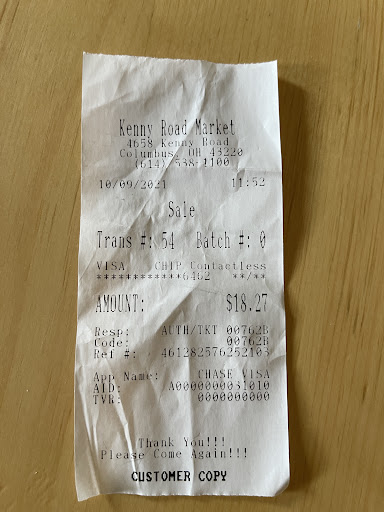 Kenny Road Market
4658 Kenny Road
Columbus, OH 43220
(614) 538-1100
10/09/2021 11:52
Sale
Trans #: 54 Batch #: 0
VISA CHIP Contactless
************6462 **/**
AMOUNT: $18.27
Resp: AUTH/TKT 00762B
Code: 00762B
Ref #: 461282576252103
App Name: CHASE VISA
AID: A0000000031010
TVR: 0000000000
Thank You!!!
Please Come Again!!!
CUSTOMER COPY